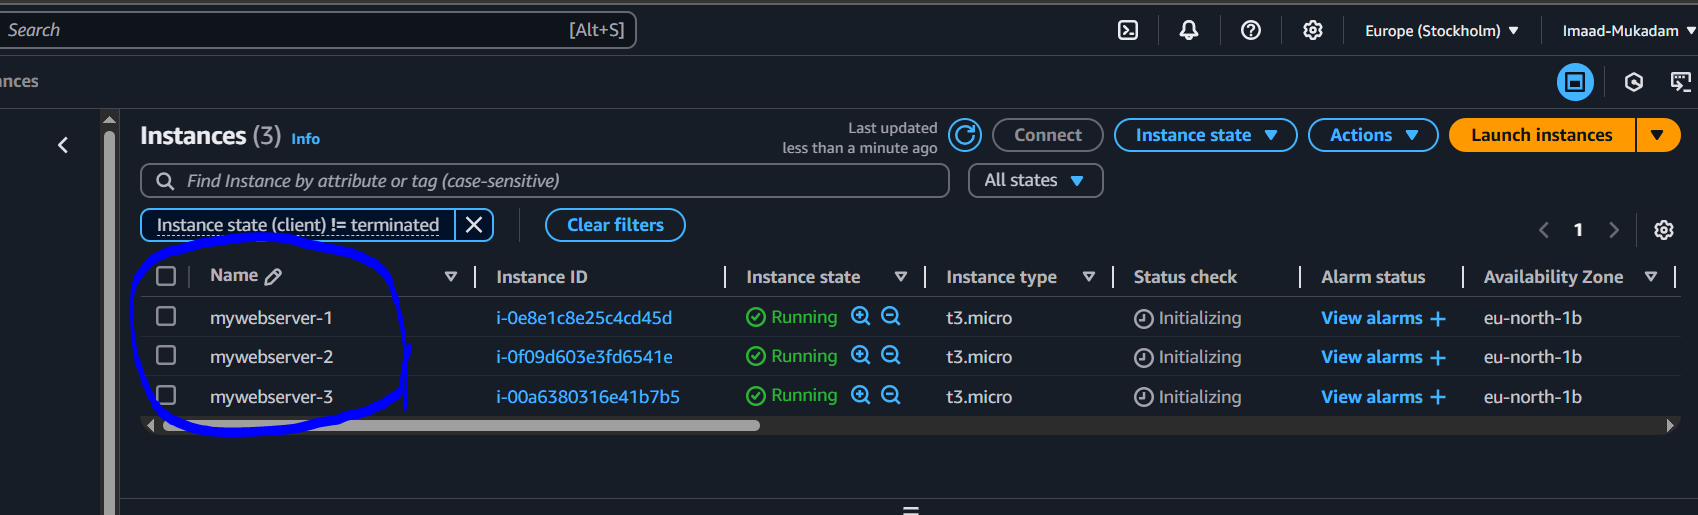 Search [Alt+S] Europe (Stockholm) Imaad-Mukadam
nces
Instances (3) Info Last updated less than a minute ago Connect Instance state Actions Launch instances
Find Instance by attribute or tag (case-sensitive) All states
Instance state (client) != terminated Clear filters 1
Name Instance ID Instance state Instance type Status check Alarm status Availability Zone
mywebserver-1 i-0e8e1c8e25c4cd45d Running t3.micro Initializing View alarms + eu-north-1b
mywebserver-2 i-0f09d603e3fd6541e Running t3.micro Initializing View alarms + eu-north-1b
mywebserver-3 i-00a6380316e41b7b5 Running t3.micro Initializing View alarms + eu-north-1b